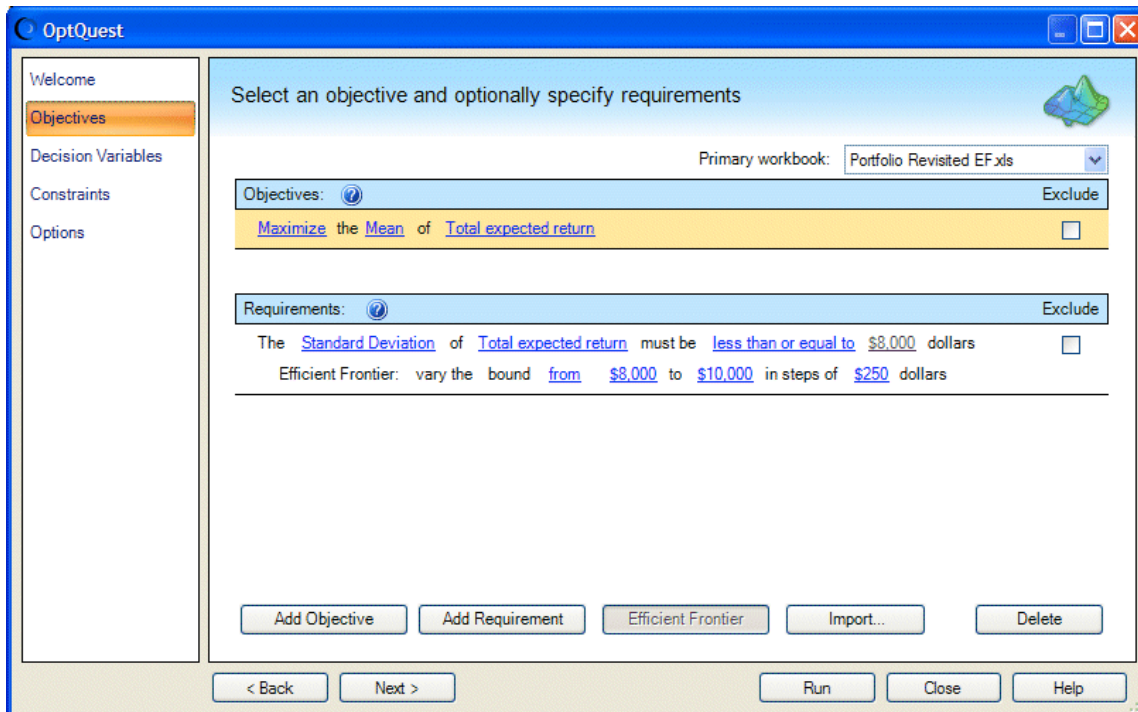 OptQuest
Welcome
Objectives
Decision Variables
Constraints
Options
Select an objective and optionally specify requirements
Primary workbook: Portfolio Revisited EF.xls
Objectives: ? Exclude
Maximize the Mean of Total expected return
Requirements: ? Exclude
The Standard Deviation of Total expected return must be less than or equal to $8,000 dollars
Efficient Frontier: vary the bound from $8,000 to $10,000 in steps of $250 dollars
Add Objective Add Requirement Efficient Frontier Import... Delete
< Back Next > Run Close Help